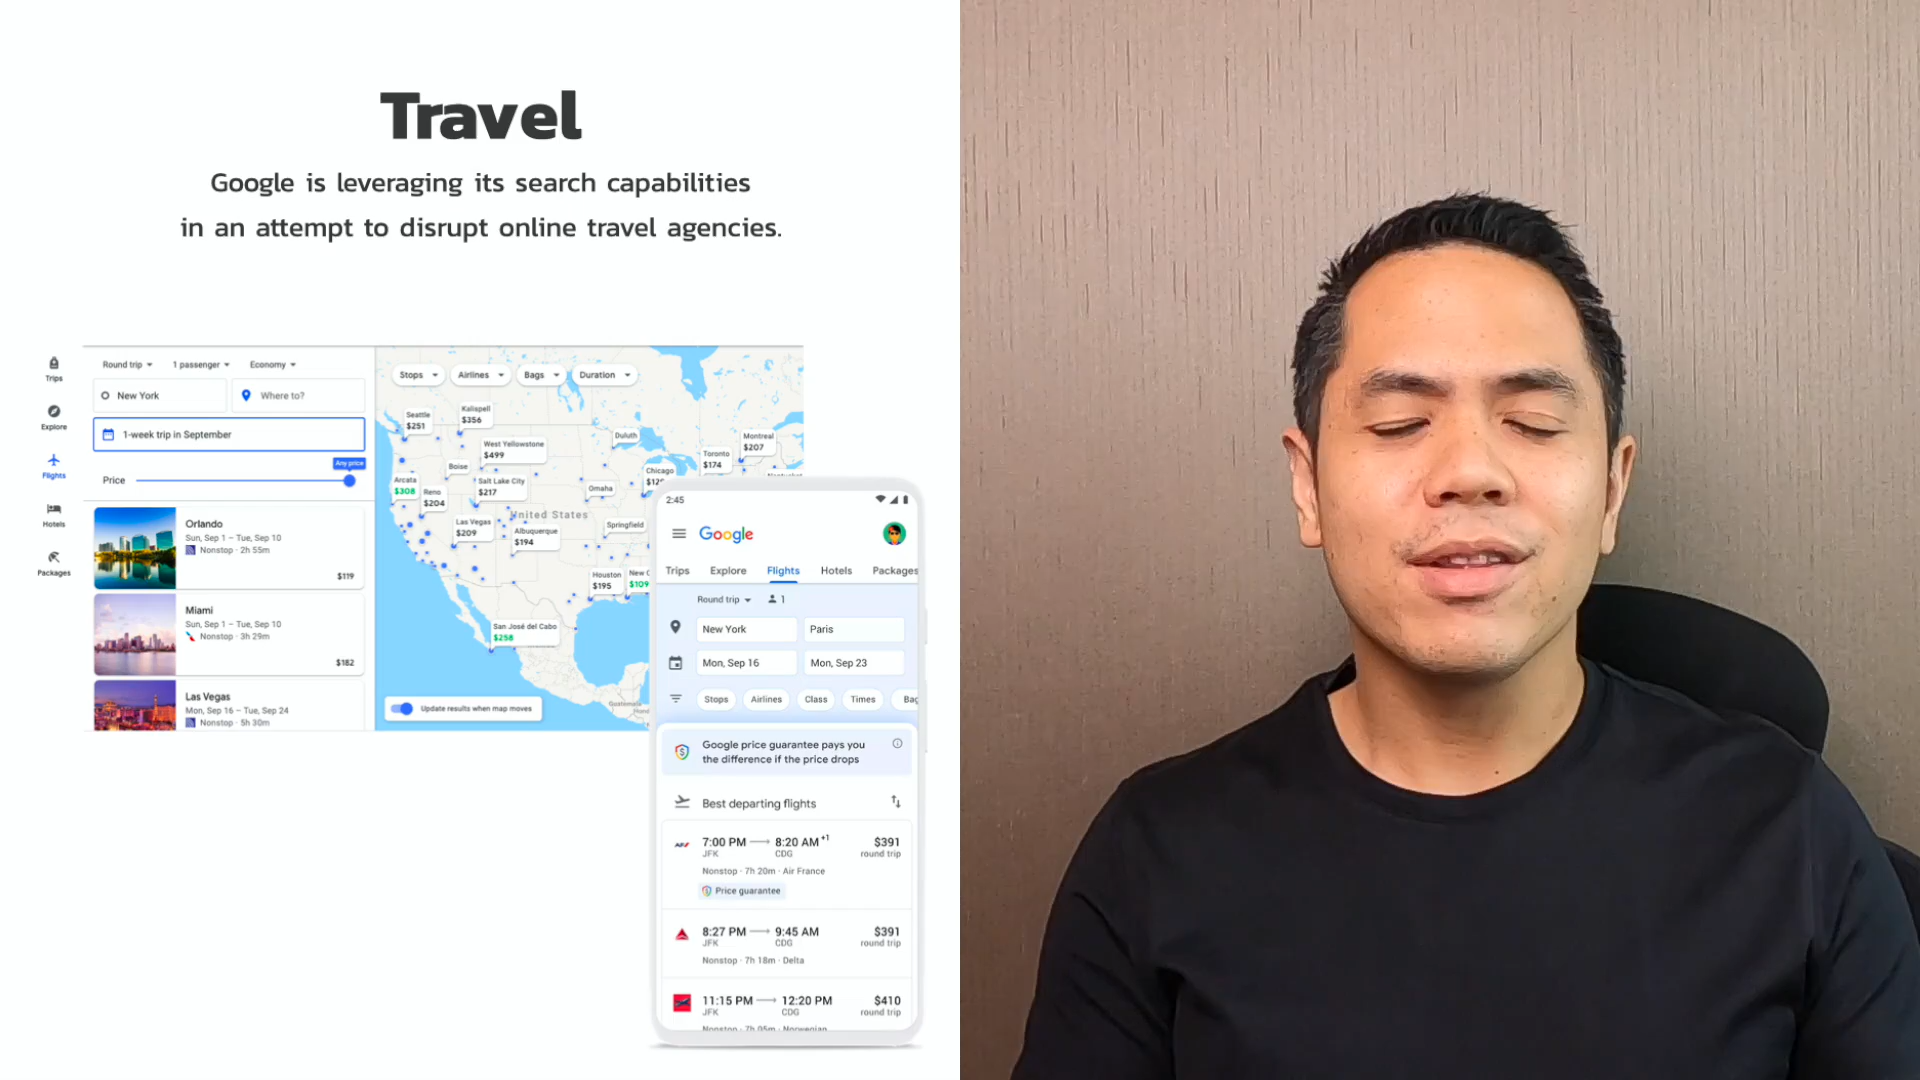 Travel
Google is leveraging its search capabilities
in an attempt to disrupt online travel agencies.
Trips
Explore
Flights
Hotels
Packages
Round trip 1 passenger Economy
New York Where to?
1-week trip in September
Any price
Price
Orlando
Sun, Sep 1 – Tue, Sep 10
Nonstop · 2h 55m
$119
Miami
Sun, Sep 1 – Tue, Sep 10
Nonstop · 3h 29m
$182
Las Vegas
Mon, Sep 16 – Tue, Sep 24
Nonstop · 5h 30m
Stops Airlines Bags Duration
Seattle
$251
Kalispell
$356
West Yellowstone
$499
Duluth
Montreal
$207
Toronto
$174
Chicago
Boise
Arcata
$308
Reno
$204
Salt Lake City
$217
Omaha
United States
Las Vegas
$209
Albuquerque
$194
Springfield
Houston
$195
New
$109
San José del Cabo
$258
Guatemala
Update results when map moves
2:45
Google
Trips Explore Flights Hotels Packages
Round trip 1
New York Paris
Mon, Sep 16 Mon, Sep 23
Stops Airlines Class Times
Google price guarantee pays you
the difference if the price drops
Best departing flights
7:00 PM 8:20 AM+1 $391
JFK CDG round trip
Nonstop · 7h 20m · Air France
Price guarantee
8:27 PM 9:45 AM $391
JFK CDG round trip
Nonstop · 7h 18m · Delta
11:15 PM 12:20 PM $410
JFK CDG round trip
Nonstop · 7h 05m · Norwegian